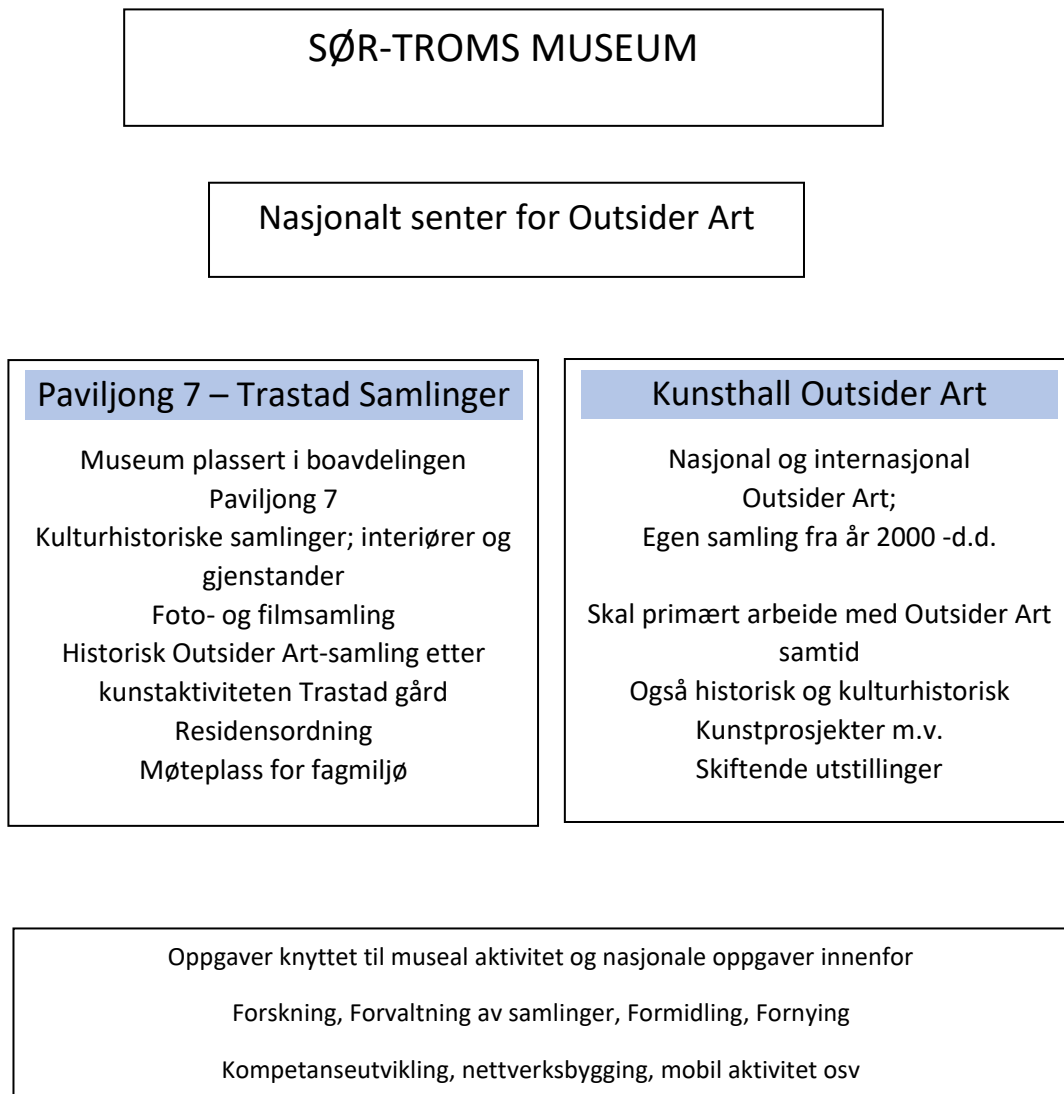 SØR-TROMS MUSEUM
Nasjonalt senter for Outsider Art
Paviljong 7 – Trastad Samlinger
Museum plassert i boavdelingen
Paviljong 7
Kulturhistoriske samlinger; interiører og
gjenstander
Foto- og filmsamling
Historisk Outsider Art-samling etter
kunstaktiviteten Trastad gård
Residensordning
Møteplass for fagmiljø
Kunsthall Outsider Art
Nasjonal og internasjonal
Outsider Art;
Egen samling fra år 2000 -d.d.
Skal primært arbeide med Outsider Art
samtid
Også historisk og kulturhistorisk
Kunstprosjekter m.v.
Skiftende utstillinger
Oppgaver knyttet til museal aktivitet og nasjonale oppgaver innenfor
Forskning, Forvaltning av samlinger, Formidling, Fornying
Kompetanseutvikling, nettverksbygging, mobil aktivitet osv